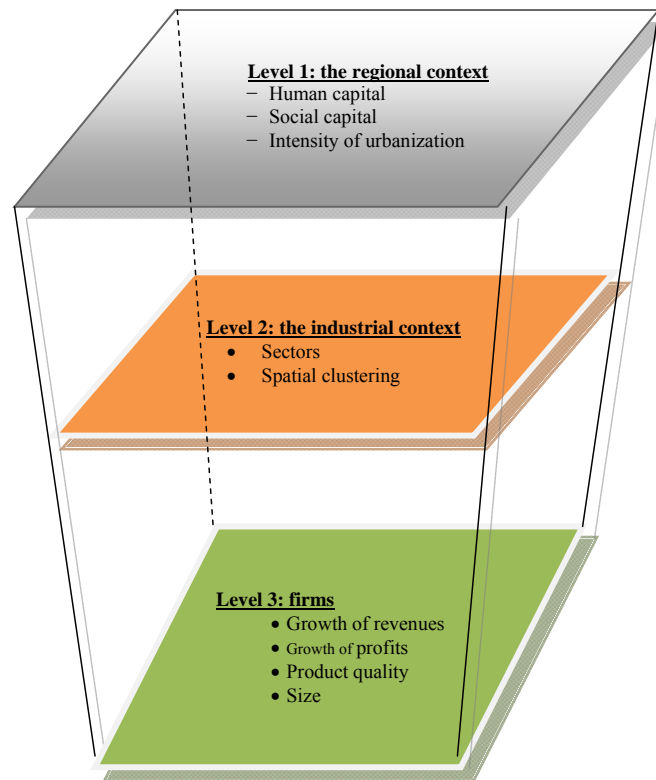 Level 1: the regional context
− Human capital
− Social capital
− Intensity of urbanization
Level 2: the industrial context
• Sectors
• Spatial clustering
Level 3: firms
• Growth of revenues
• Growth of profits
• Product quality
• Size